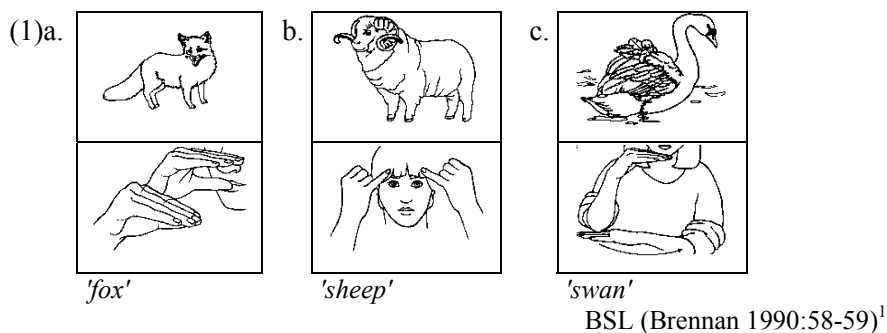 (1)a. b. c.
'fox' 'sheep' 'swan'
BSL (Brennan 1990:58-59)1